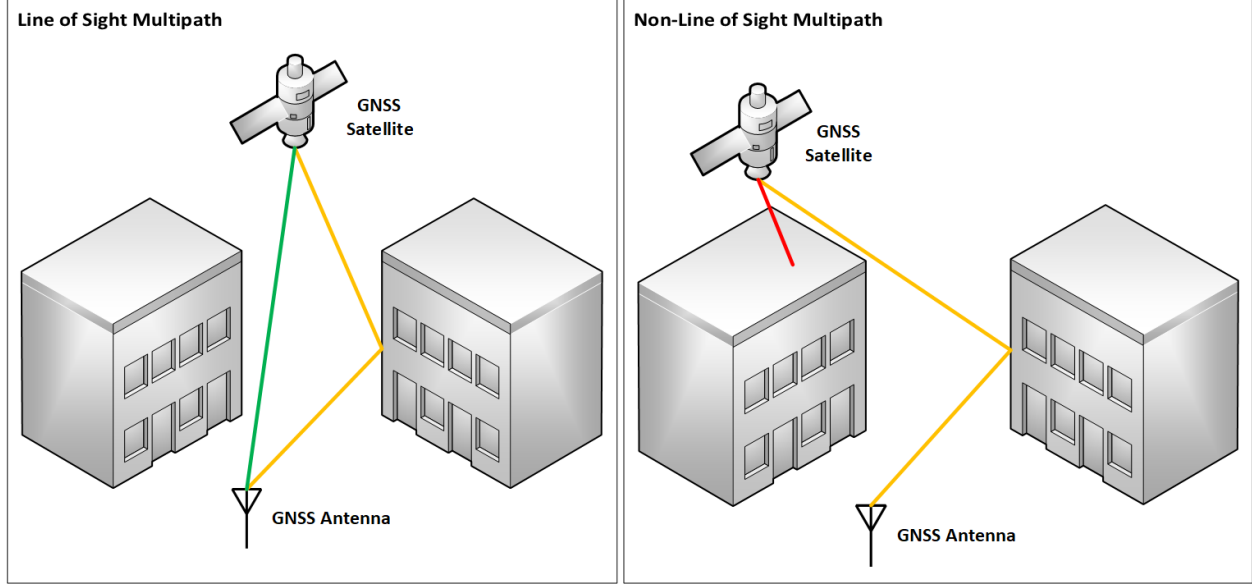 Line of Sight Multipath
GNSS
Satellite
GNSS Antenna
Non-Line of Sight Multipath
GNSS
Satellite
GNSS Antenna